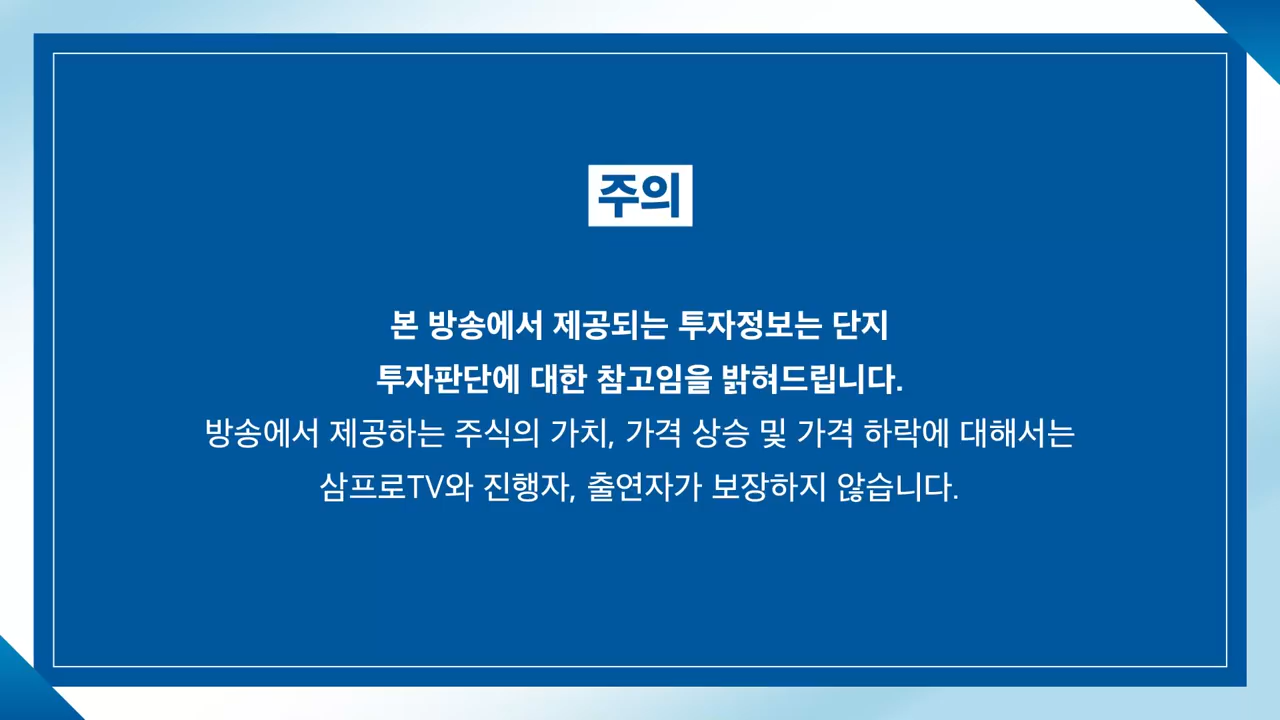 주의
본 방송에서 제공되는 투자정보는 단지
투자판단에 대한 참고임을 밝혀드립니다.
방송에서 제공하는 주식의 가치, 가격 상승 및 가격 하락에 대해서는
삼프로TV와 진행자, 출연자가 보장하지 않습니다.